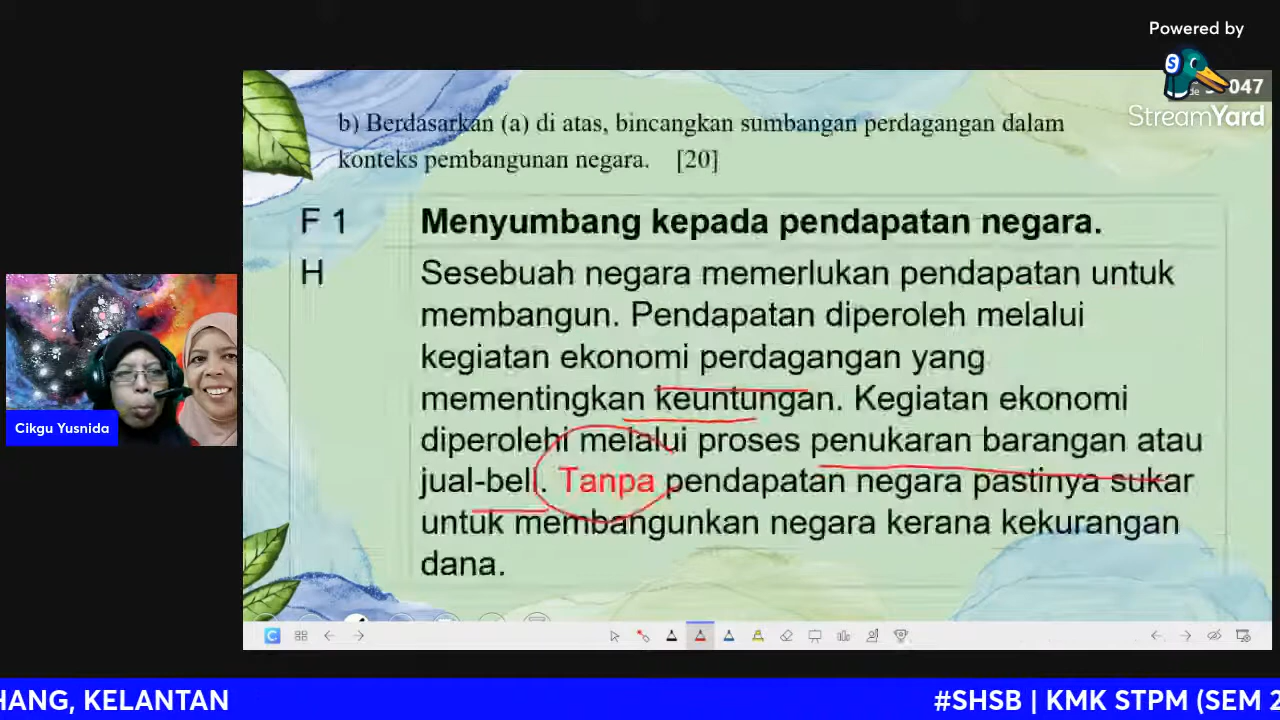 Powered by
StreamYard
047
b) Berdasarkan (a) di atas, bincangkan sumbangan perdagangan dalam
konteks pembangunan negara. [20]
F 1 Menyumbang kepada pendapatan negara.
H Sesebuah negara memerlukan pendapatan untuk
membangun. Pendapatan diperoleh melalui
kegiatan ekonomi perdagangan yang
mementingkan keuntungan. Kegiatan ekonomi
diperolehi melalui proses penukaran barangan atau
jual-beli. Tanpa pendapatan negara pastinya sukar
untuk membangunkan negara kerana kekurangan
dana.
Cikgu Yusnida
HANG, KELANTAN #SHSB | KMK STPM (SEM 2